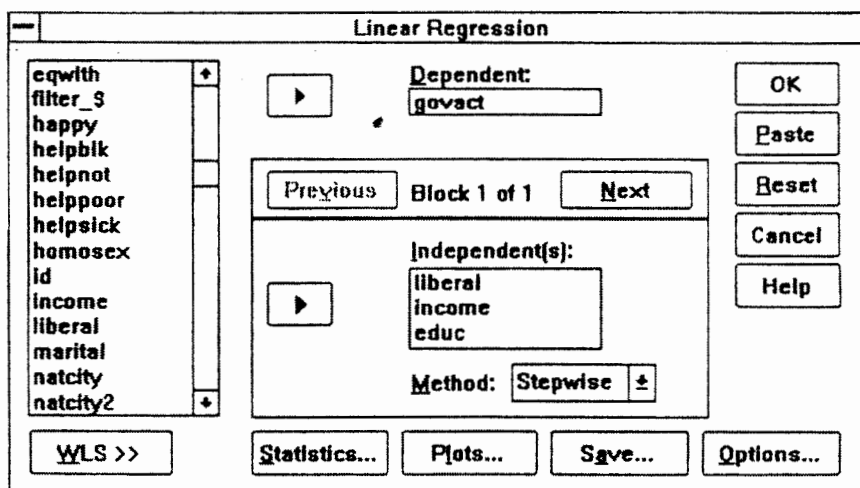 Linear Regression
eqwlth
filter_$
happy
helpblk
helpnot
helppoor
helpsick
homosex
id
income
liberal
marital
natcity
natcity2
WLS >>
Dependent:
govact
Previous
Block 1 of 1
Next
Independent(s):
liberal
income
educ
Method:
Stepwise
OK
Paste
Reset
Cancel
Help
Statistics...
Plots...
Save...
Options...